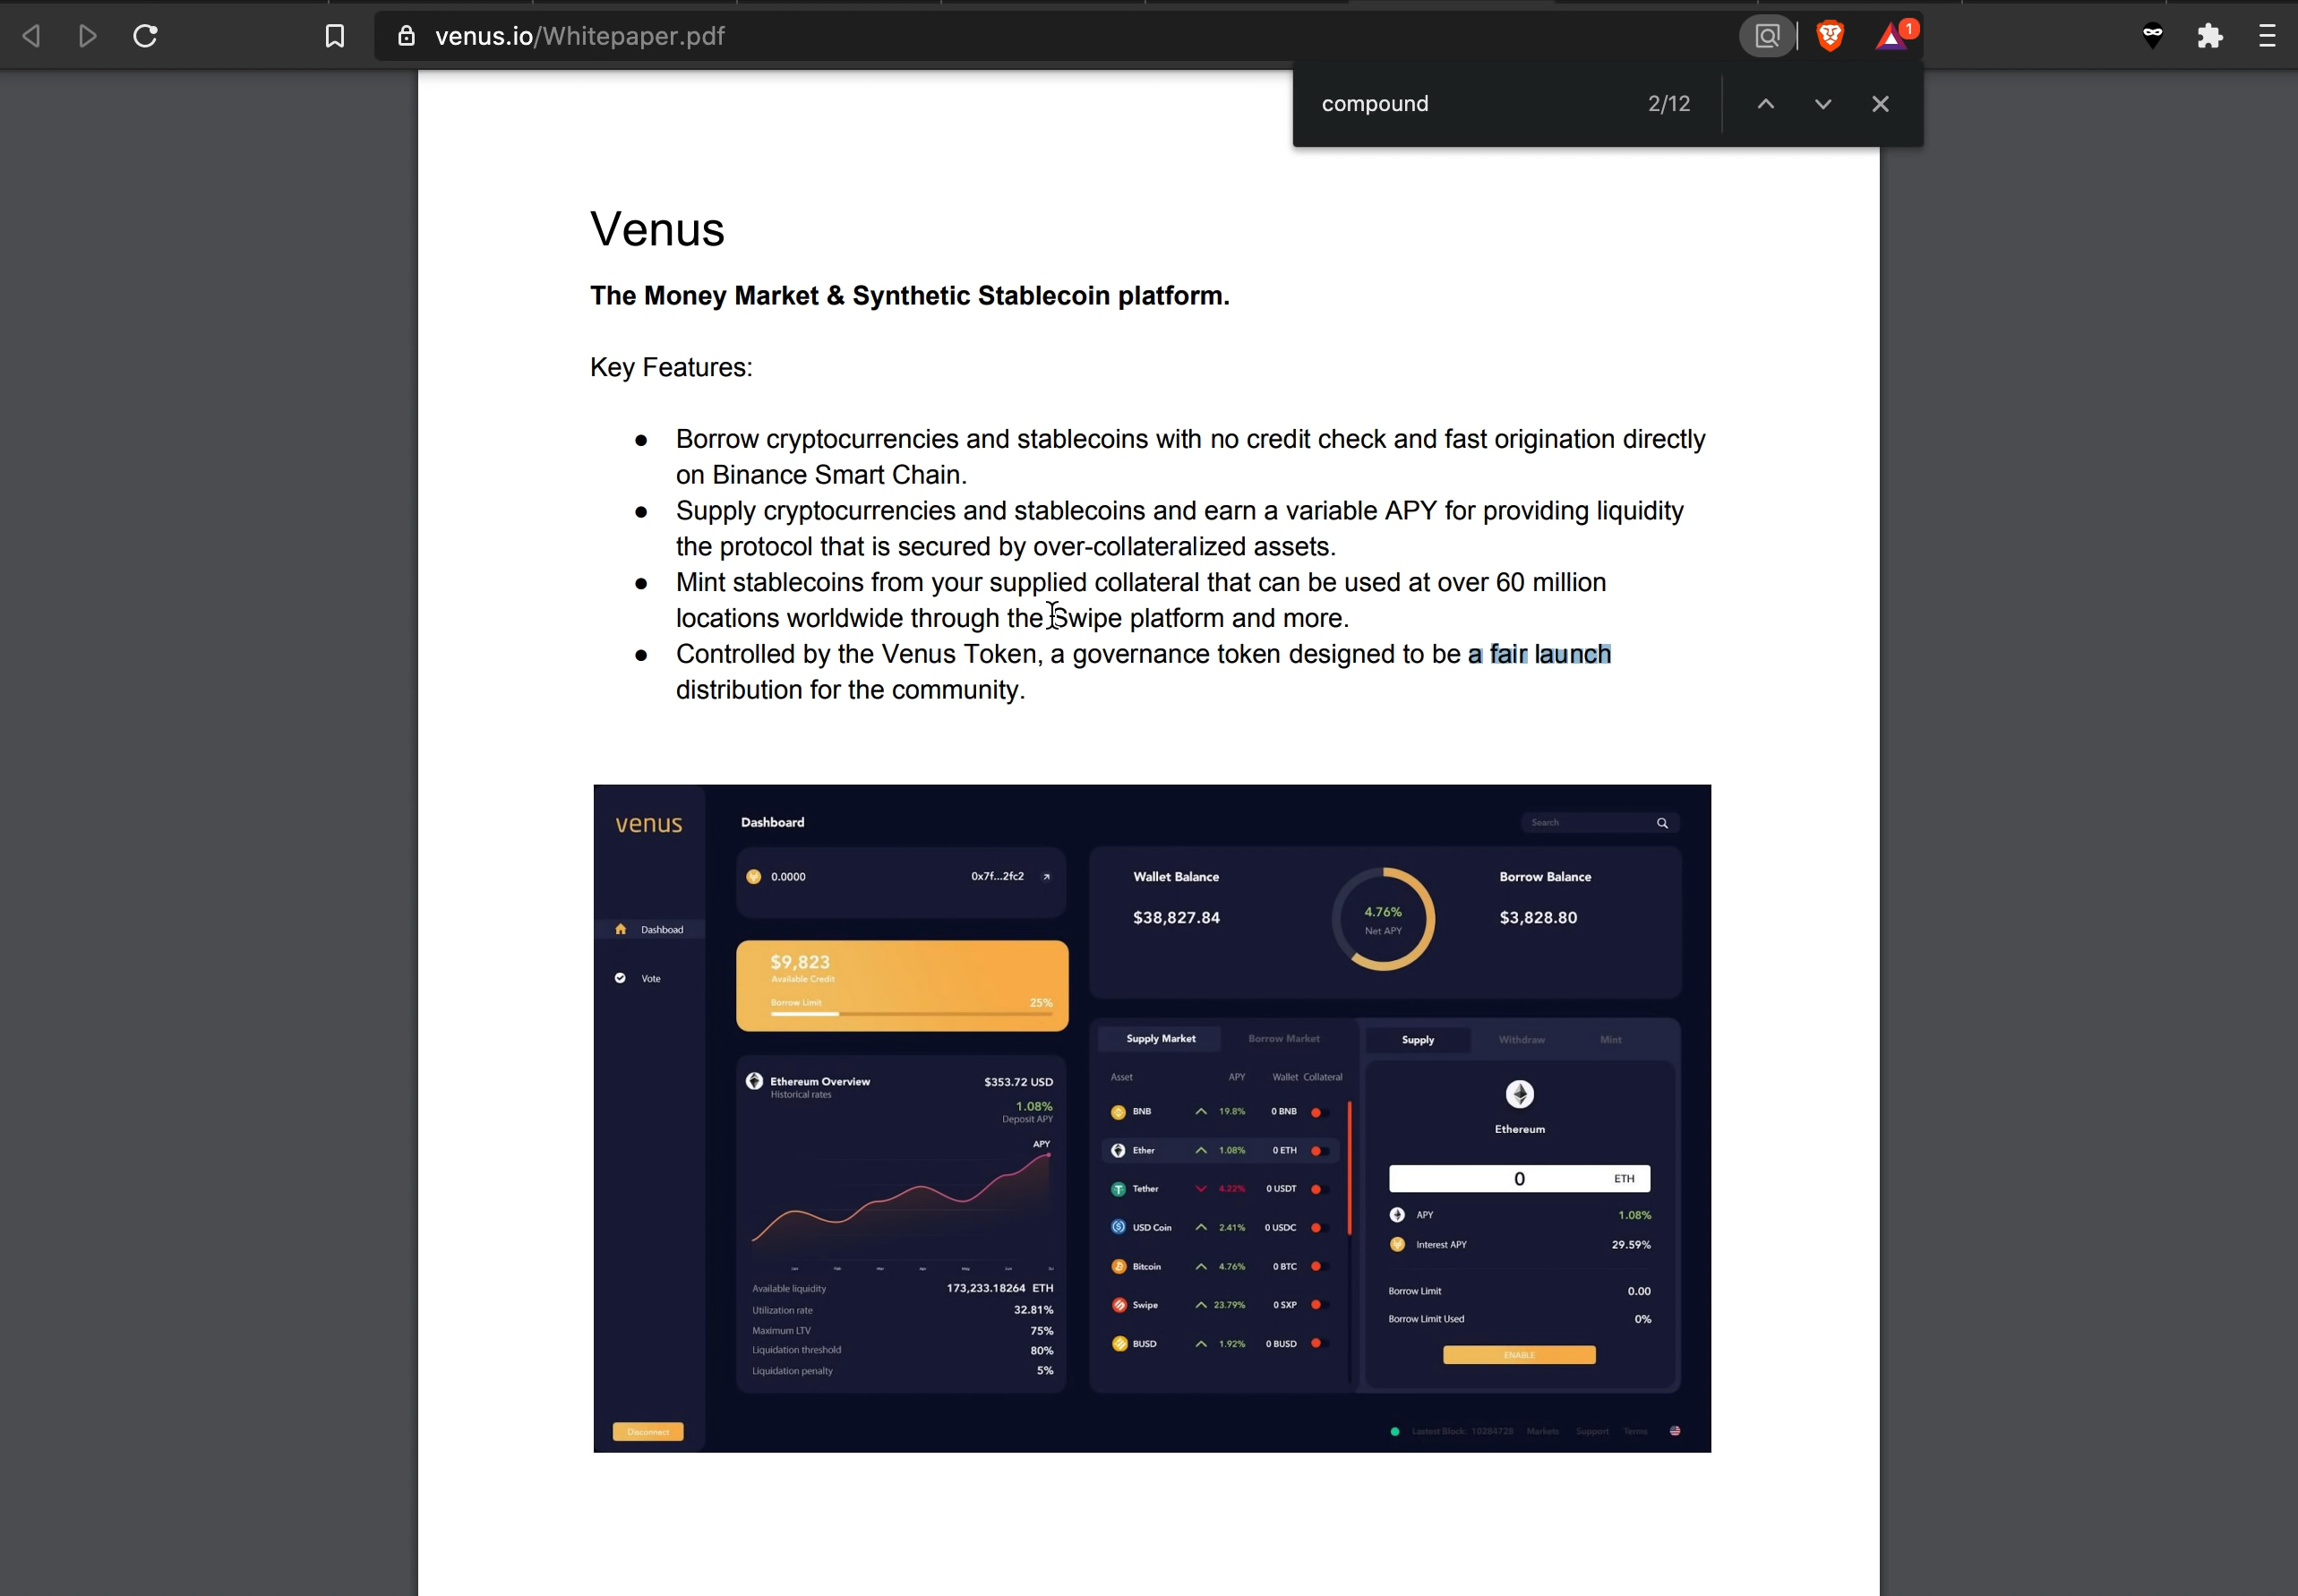 venus.io/Whitepaper.pdf
1
compound 2/12
Venus
The Money Market & Synthetic Stablecoin platform.
Key Features:
● Borrow cryptocurrencies and stablecoins with no credit check and fast origination directly
on Binance Smart Chain.
● Supply cryptocurrencies and stablecoins and earn a variable APY for providing liquidity
the protocol that is secured by over-collateralized assets.
● Mint stablecoins from your supplied collateral that can be used at over 60 million
locations worldwide through the Swipe platform and more.
● Controlled by the Venus Token, a governance token designed to be a fair launch
distribution for the community.
venus
Dashboad
Vote
Disconnect
Dashboard
Search
0.0000 0x7f...2fc2
$9,823
Available Credit
Borrow Limit 25%
Wallet Balance
$38,827.84
4.76%
Net APY
Borrow Balance
$3,828.80
Ethereum Overview $353.72 USD
Historical rates
1.08%
Deposit APY
APY
Available liquidity 173,233.18264 ETH
Utilization rate 32.81%
Maximum LTV 75%
Liquidation threshold 80%
Liquidation penalty 5%
Supply Market Borrow Market
Asset APY Wallet Collateral
BNB 19.8% 0 BNB
Ether 1.08% 0 ETH
Tether 4.22% 0 USDT
USD Coin 2.41% 0 USDC
Bitcoin 4.76% 0 BTC
Swipe 23.79% 0 SXP
BUSD 1.92% 0 BUSD
Supply Withdraw Mint
Ethereum
0 ETH
APY 1.08%
Interest APY 29.59%
Borrow Limit 0.00
Borrow Limit Used 0%
ENABLE
Lastest Block: 10284728 Markets Support Terms